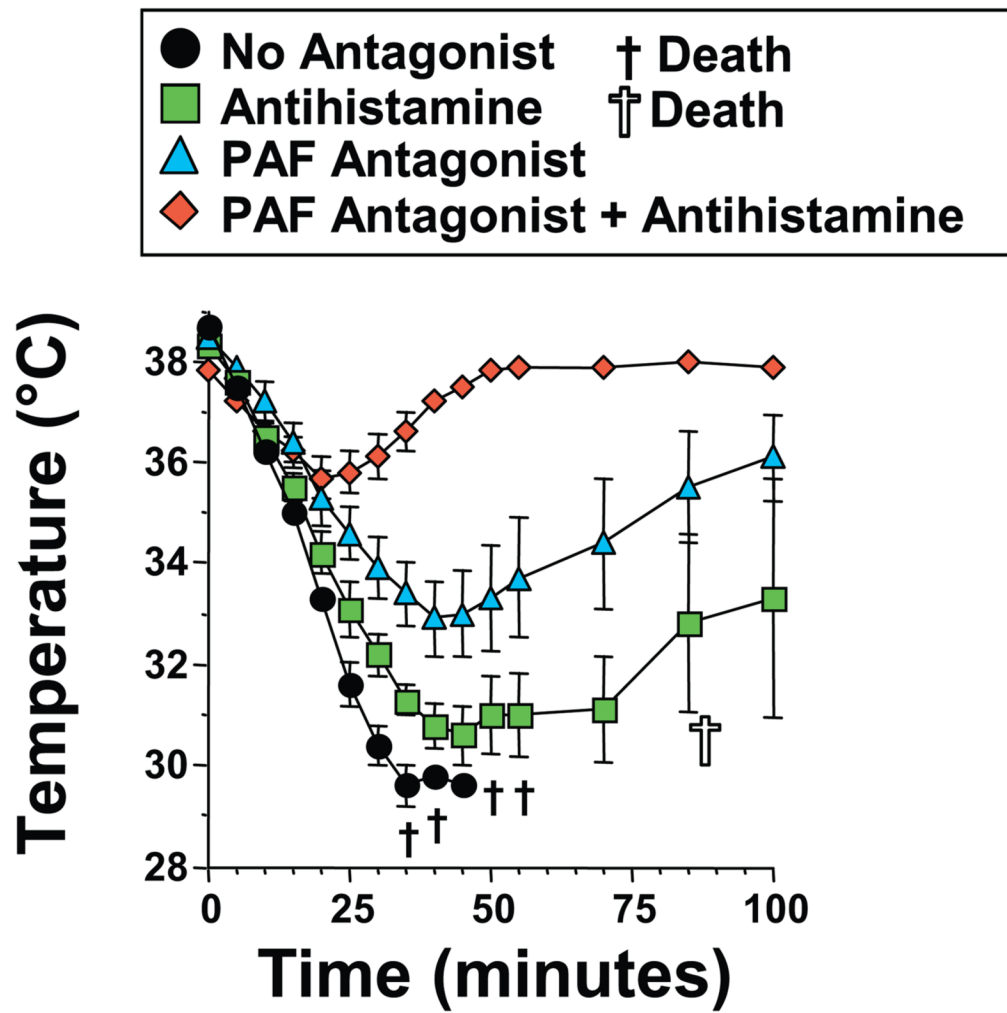 No Antagonist † Death
Antihistamine † Death
PAF Antagonist
PAF Antagonist + Antihistamine
Temperature (°C)
38
36
34
32
30
28
† † † † †
0 25 50 75 100
Time (minutes)